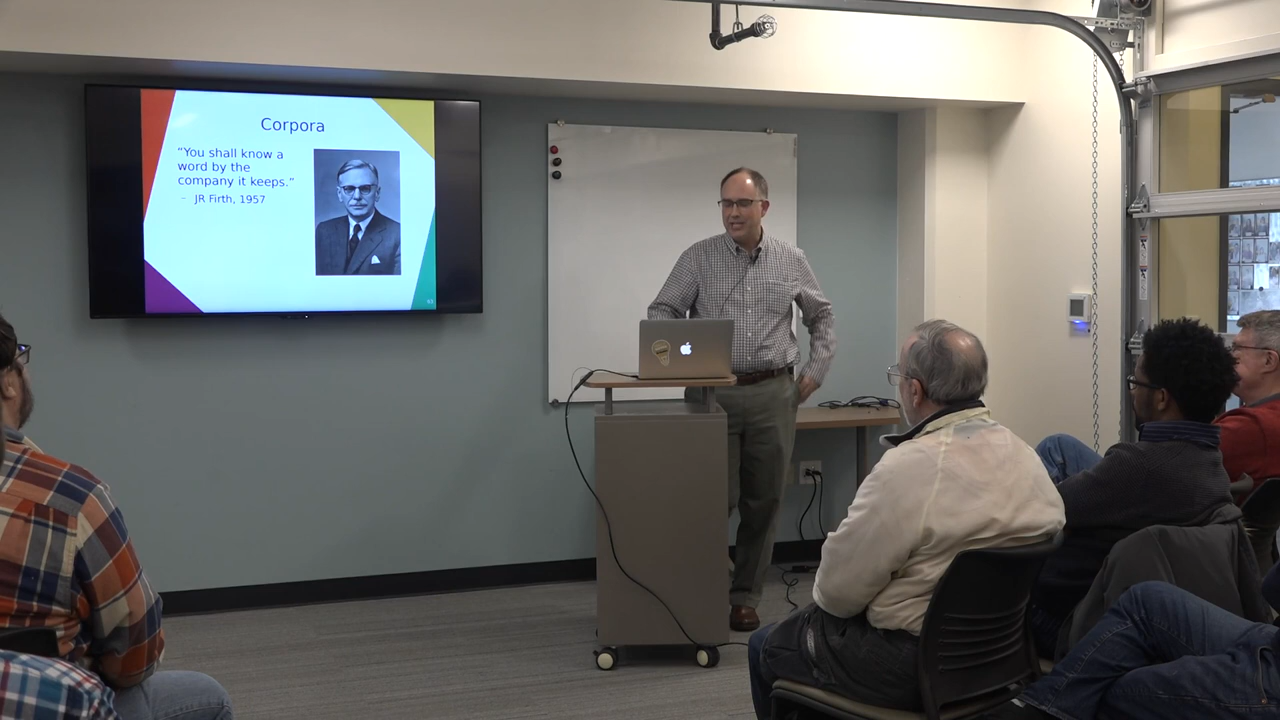 Corpora
“You shall know a
word by the
company it keeps.”
– JR Firth, 1957